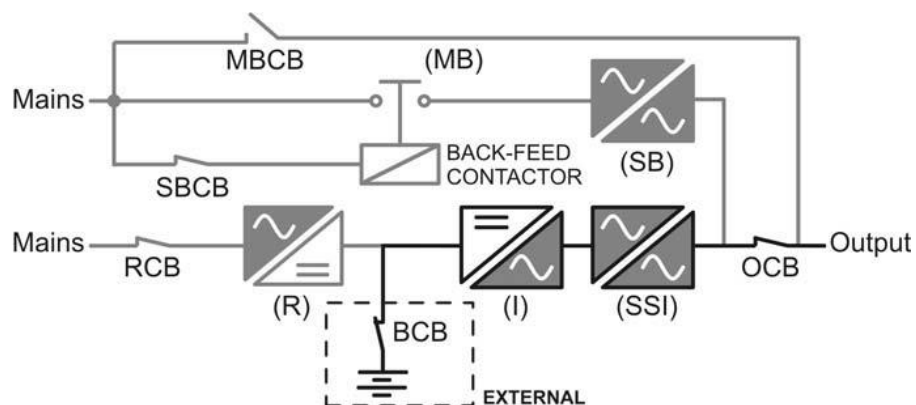 MBCB
(MB)
Mains
BACK-FEED
CONTACTOR
SBCB
(SB)
Mains
RCB
(R)
(I)
(SSI)
OCB
Output
BCB
EXTERNAL